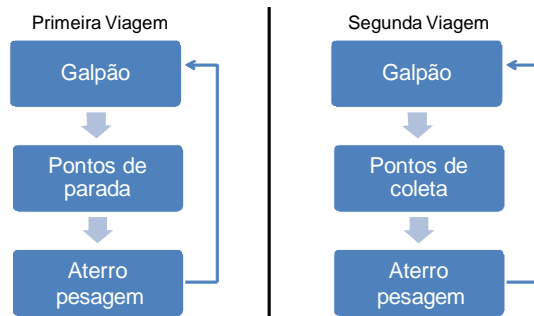 Primeira Viagem
Galpão
Pontos de
parada
Aterro
pesagem
Segunda Viagem
Galpão
Pontos de
coleta
Aterro
pesagem